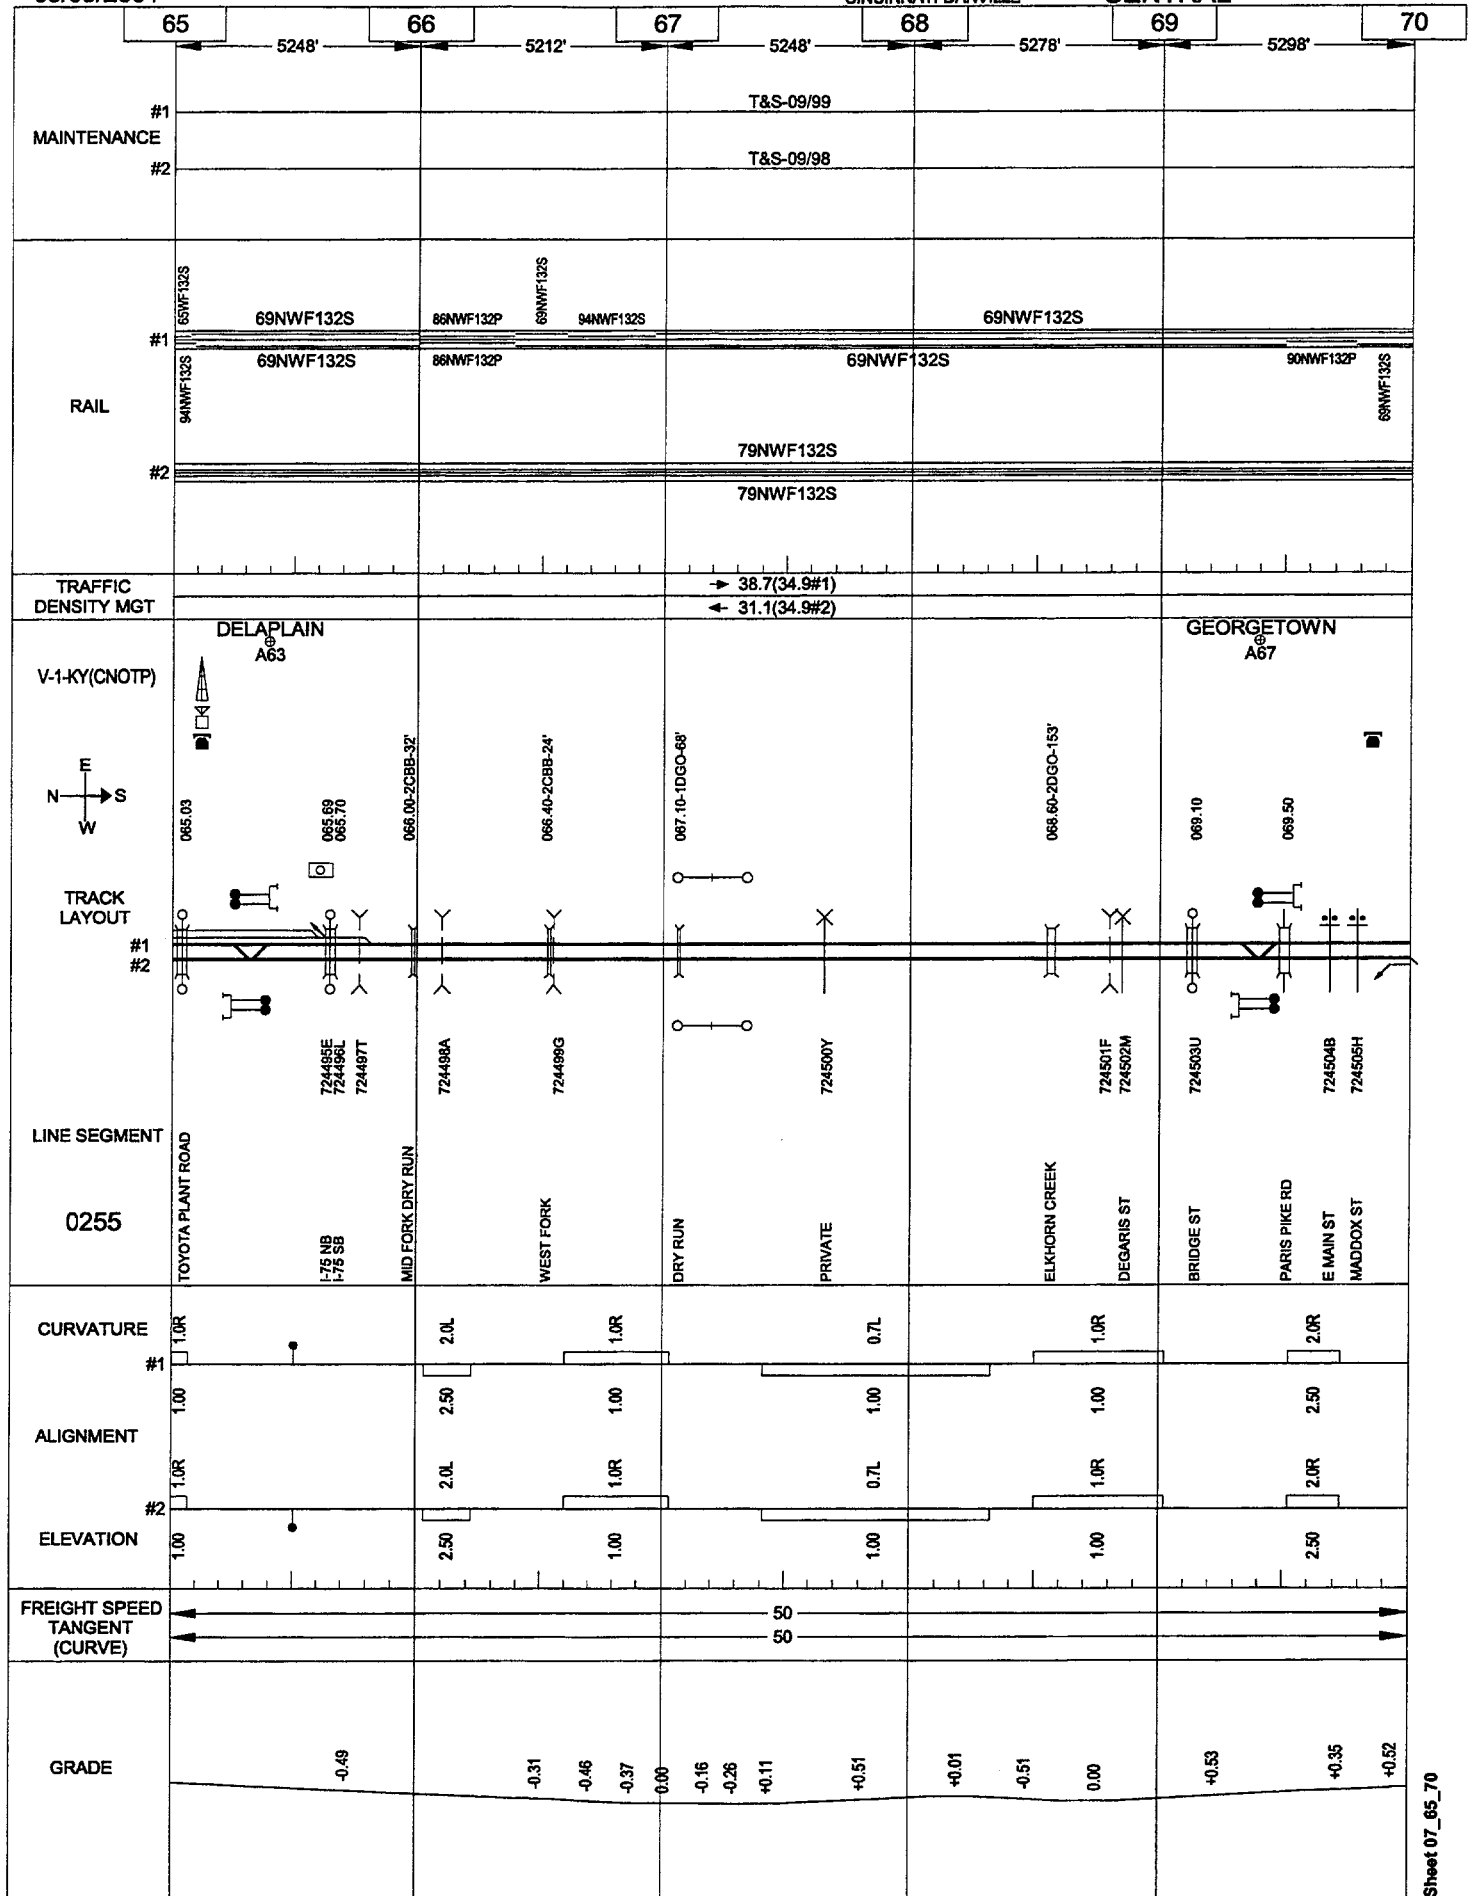 65 66 67 68 69 70
5248' 5212' 5248' 5278' 5298'
#1 T&S-09/99
MAINTENANCE
#2 T&S-09/98
65WF132S 69NWF132S 86NWF132P 69NWF132S 94NWF132S 69NWF132S
#1
94NWF132S 69NWF132S 86NWF132P 69NWF132S 90NWF132P 69NWF132S
RAIL
79NWF132S
#2
79NWF132S
TRAFFIC
DENSITY MGT
38.7(34.9#1)
31.1(34.9#2)
DELAPLAIN
A63
GEORGETOWN
A67
V-1-KY(CNOTP)
E
N S
W
065.03
065.69
065.70
066.00-2CBB-32'
066.40-2CBB-24'
067.10-1DGO-68'
068.60-2DGO-153'
069.10
069.50
TRACK
LAYOUT
#1
#2
724495E
724496L
724497T
724498A
724499G
724500Y
724501F
724502M
724503U
724504B
724505H
LINE SEGMENT
0255
TOYOTA PLANT ROAD
I-75 NB
I-75 SB
MID FORK DRY RUN
WEST FORK
DRY RUN
PRIVATE
ELKHORN CREEK
DEGARIS ST
BRIDGE ST
PARIS PIKE RD
E MAIN ST
MADDOX ST
CURVATURE
1.0R 2.0L 1.0R 0.7L 1.0R 2.0R
#1
1.00 2.50 1.00 1.00 1.00 2.50
ALIGNMENT
1.0R 2.0L 1.0R 0.7L 1.0R 2.0R
#2
ELEVATION
1.00 2.50 1.00 1.00 1.00 2.50
FREIGHT SPEED
TANGENT
(CURVE)
50
50
GRADE
-0.49 -0.31 -0.46 -0.37 0.00 -0.16 -0.26 +0.11 +0.51 +0.01 -0.51 0.00 +0.53 +0.35 +0.52
Sheet 07_65_70